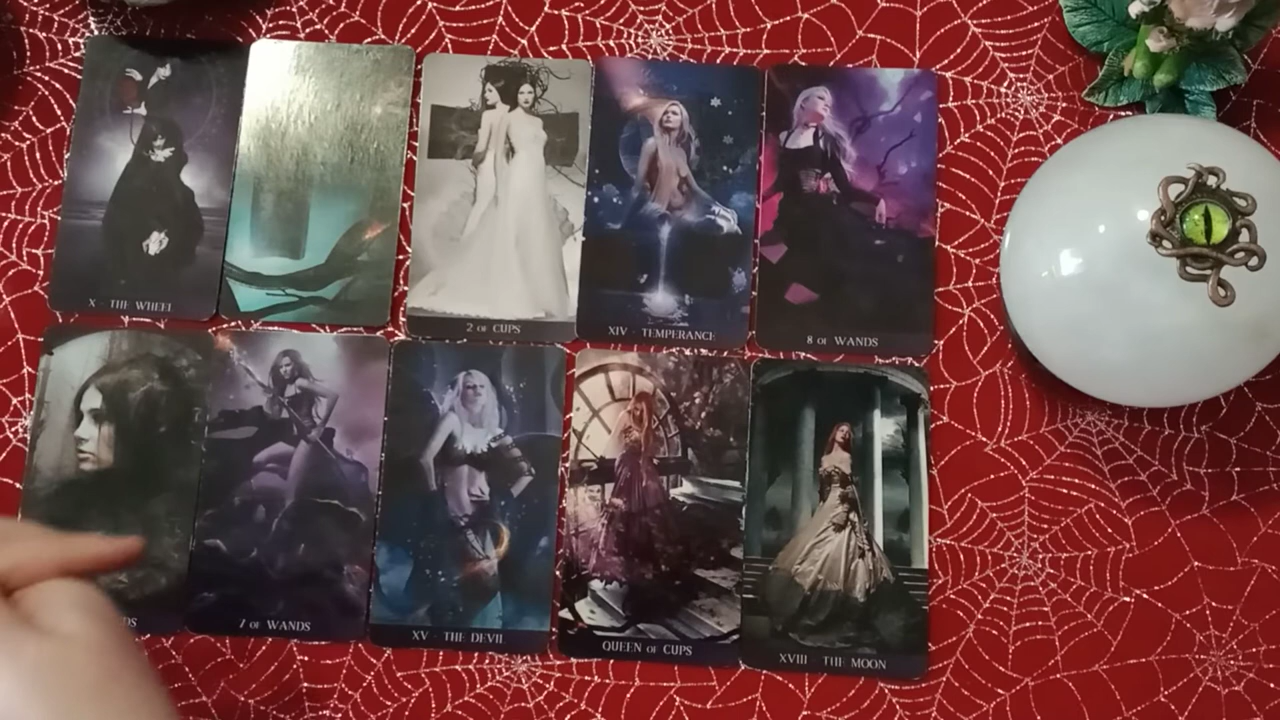 X · THE WHEEL
2 OF CUPS
XIV · TEMPERANCE
8 OF WANDS
7 OF WANDS
XV · THE DEVIL
QUEEN OF CUPS
XVIII · THE MOON